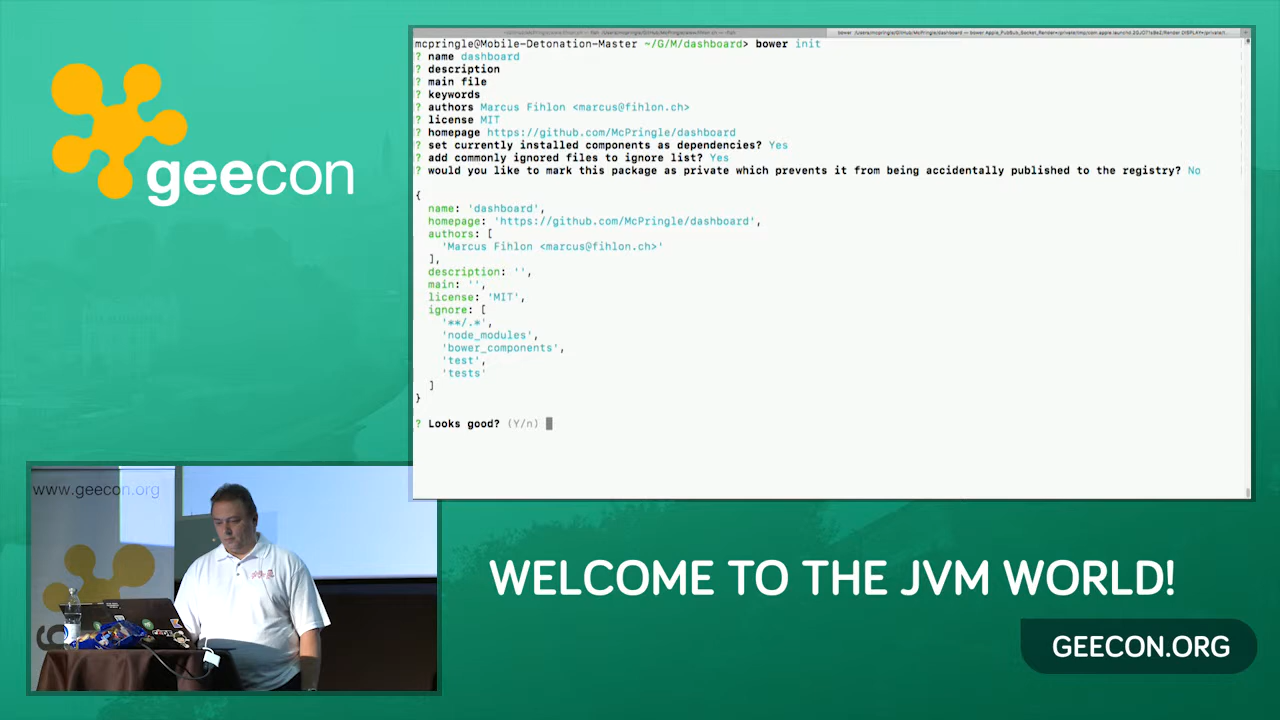 geecon
mcpringle@Mobile-Detonation-Master ~/G/M/dashboard> bower init
? name dashboard
? description
? main file
? keywords
? authors Marcus Fihlon <marcus@fihlon.ch>
? license MIT
? homepage https://github.com/McPringle/dashboard
? set currently installed components as dependencies? Yes
? add commonly ignored files to ignore list? Yes
? would you like to mark this package as private which prevents it from being accidentally published to the registry? No
{
name: 'dashboard',
homepage: 'https://github.com/McPringle/dashboard',
authors: [
'Marcus Fihlon <marcus@fihlon.ch>'
],
description: '',
main: '',
license: 'MIT',
ignore: [
'**/.*',
'node_modules',
'bower_components',
'test',
'tests'
]
}
? Looks good? (Y/n)
www.geecon.org
WELCOME TO THE JVM WORLD!
GEECON.ORG